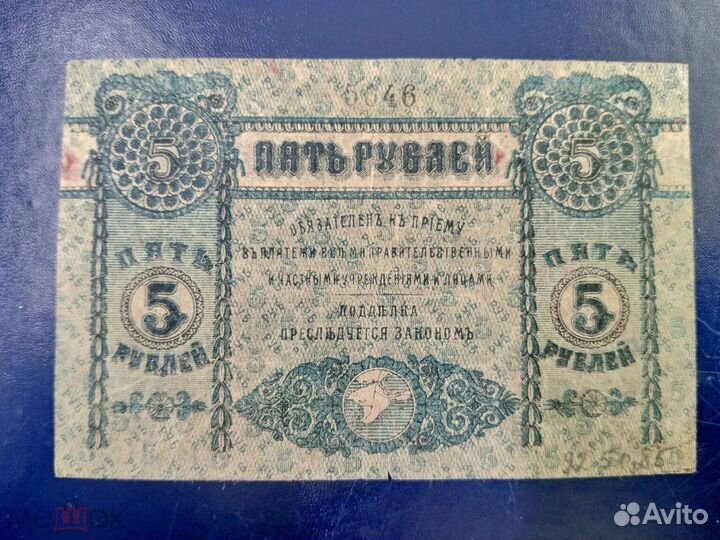 5046
5 ПЯТЬ РУБЛЕЙ 5
ОБЯЗАТЕЛЕНЪ КЪ ПРІЕМУ
ВЪ ПЛАТЕЖИ ВСѢМИ ПРАВИТЕЛЬСТВЕННЫМИ
И ЧАСТНЫМИ УЧРЕЖДЕНІЯМИ И ЛИЦАМИ
ПОДДѢЛКА
ПРЕСЛѢДУЕТСЯ ЗАКОНОМЪ
ПЯТЬ
5
РУБЛЕЙ
ПЯТЬ
5
РУБЛЕЙ
Avito